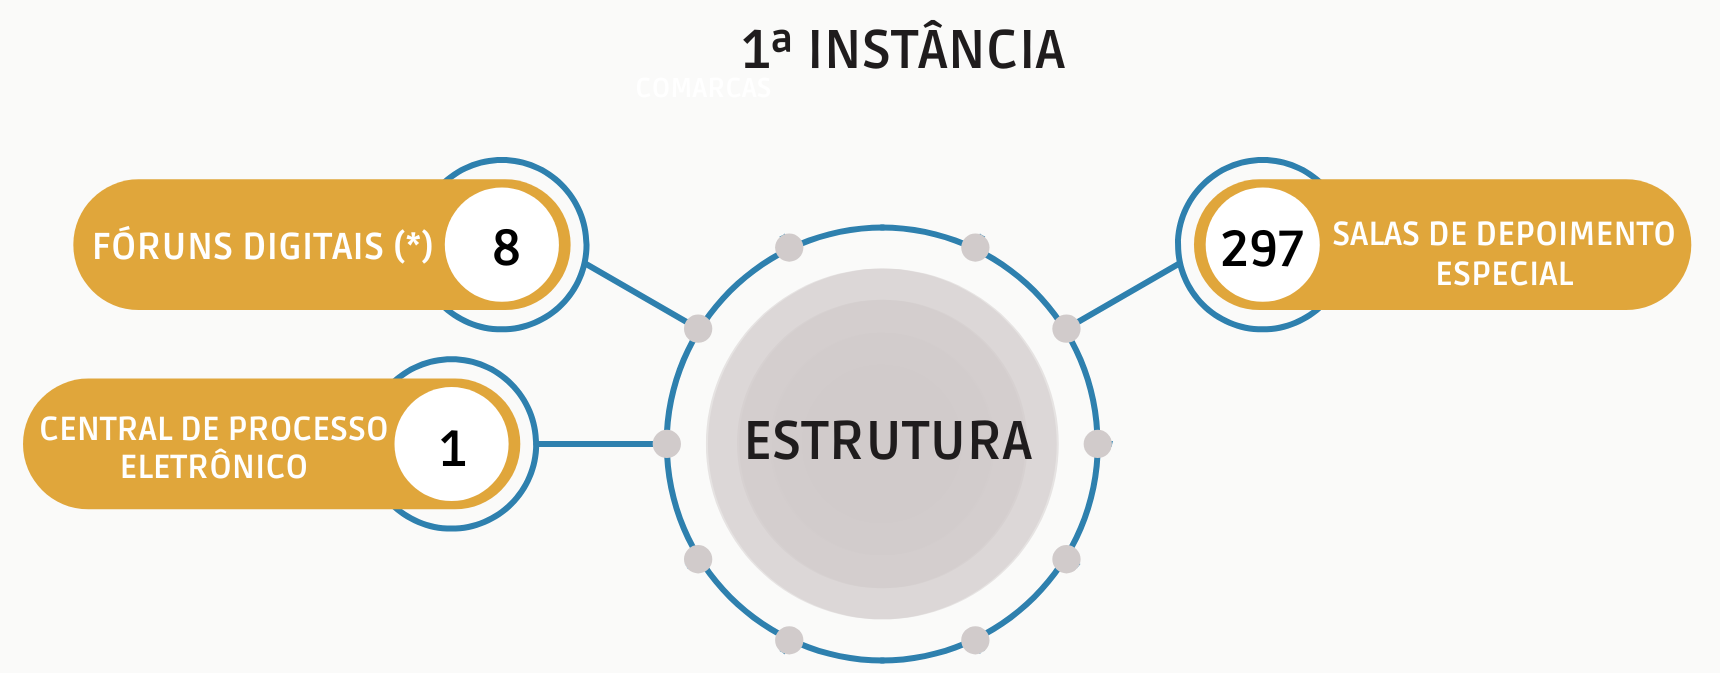 1ª INSTÂNCIA
COMARCAS
FÓRUNS DIGITAIS (*)
8
297
SALAS DE DEPOIMENTO
ESPECIAL
CENTRAL DE PROCESSO
ELETRÔNICO
1
ESTRUTURA